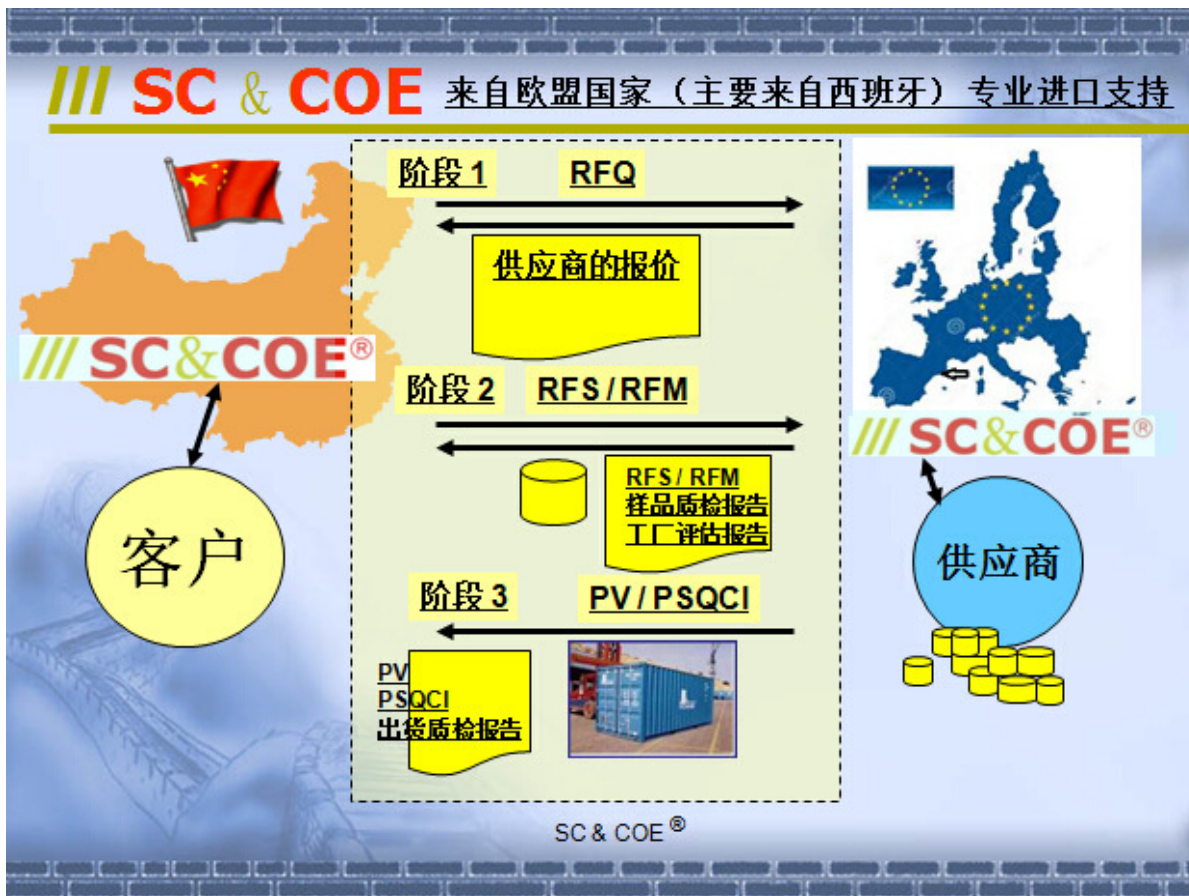 /// SC & COE 来自欧盟国家（主要来自西班牙）专业进口支持
阶段 1 RFQ
供应商的报价
/// SC&COE®
阶段 2 RFS / RFM
/// SC&COE®
RFS / RFM
样品质检报告
工厂评估报告
客户
供应商
阶段 3 PV / PSQCI
PV
PSQCI
出货质检报告
SC & COE ®